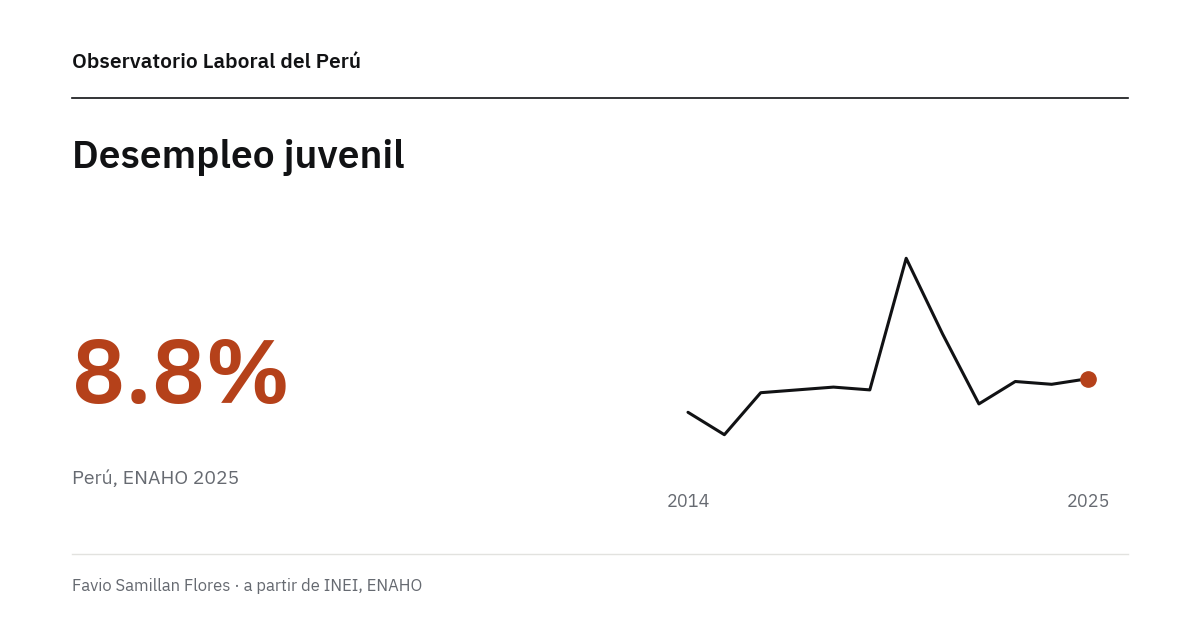 Observatorio Laboral del Perú
Desempleo juvenil
8.8%
Perú, ENAHO 2025
2014
2025
Favio Samillan Flores · a partir de INEI, ENAHO